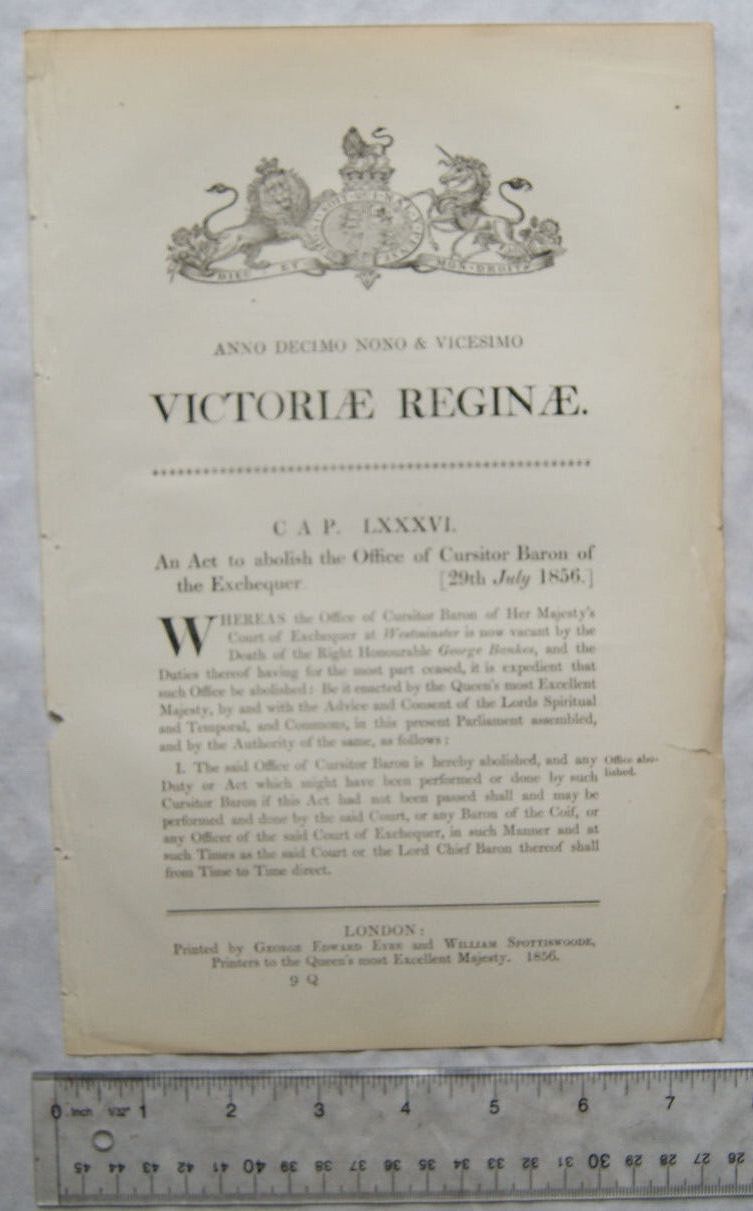 HONI SOIT QUI MAL Y PENSE
DIEU ET MON DROIT
ANNO DECIMO NONO & VICESIMO
VICTORIÆ REGINÆ.
CAP. LXXXVI.
An Act to abolish the Office of Cursitor Baron of
the Exchequer. [29th July 1856.]
WHEREAS the Office of Cursitor Baron of Her Majesty's
Court of Exchequer at Westminster is now vacant by the
Death of the Right Honourable George Bankes, and the
Duties thereof having for the most part ceased, it is expedient that
such Office be abolished: Be it enacted by the Queen's most Excellent
Majesty, by and with the Advice and Consent of the Lords Spiritual
and Temporal, and Commons, in this present Parliament assembled,
and by the Authority of the same, as follows:
I. The said Office of Cursitor Baron is hereby abolished, and any
Duty or Act which might have been performed or done by such
Cursitor Baron if this Act had not been passed shall and may be
performed and done by the said Court, or any Baron of the Coif, or
any Officer of the said Court of Exchequer, in such Manner and at
such Times as the said Court or the Lord Chief Baron thereof shall
from Time to Time direct.
Office abo-
lished.
LONDON:
Printed by GEORGE EDWARD EYRE and WILLIAM SPOTTISWOODE,
Printers to the Queen's most Excellent Majesty. 1856.
9 Q
0 Inch 1/32" 1 2 3 4 5 6 7
45 44 43 42 41 40 39 38 37 36 35 34 33 32 31 30 29 28 27 26